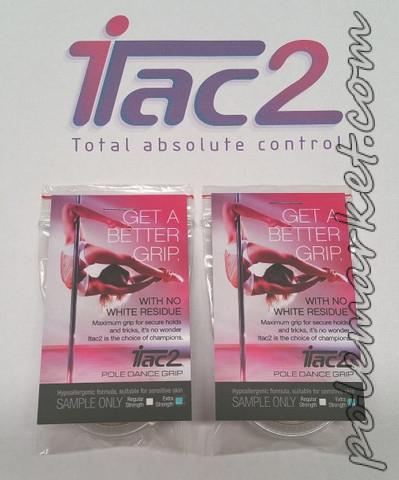 iTac2
Total absolute control
GET A
BETTER
GRIP.
WITH NO
WHITE RESIDUE
Maximum grip for secure holds
and tricks, it's no wonder
Itac2 is the choice of champions.
iTac2
POLE DANCE GRIP
Hypoallergenic formula, suitable for sensitive skin
SAMPLE ONLY Regular Strength Extra Strength
GET A
BETTER
GRIP.
WITH NO
WHITE RESIDUE
Maximum grip for secure holds
and tricks, it's no wonder
Itac2 is the choice of champions.
iTac2
POLE DANCE GRIP
Hypoallergenic formula, suitable for sensitive skin
SAMPLE ONLY Regular Strength Extra Strength
polemarket.com